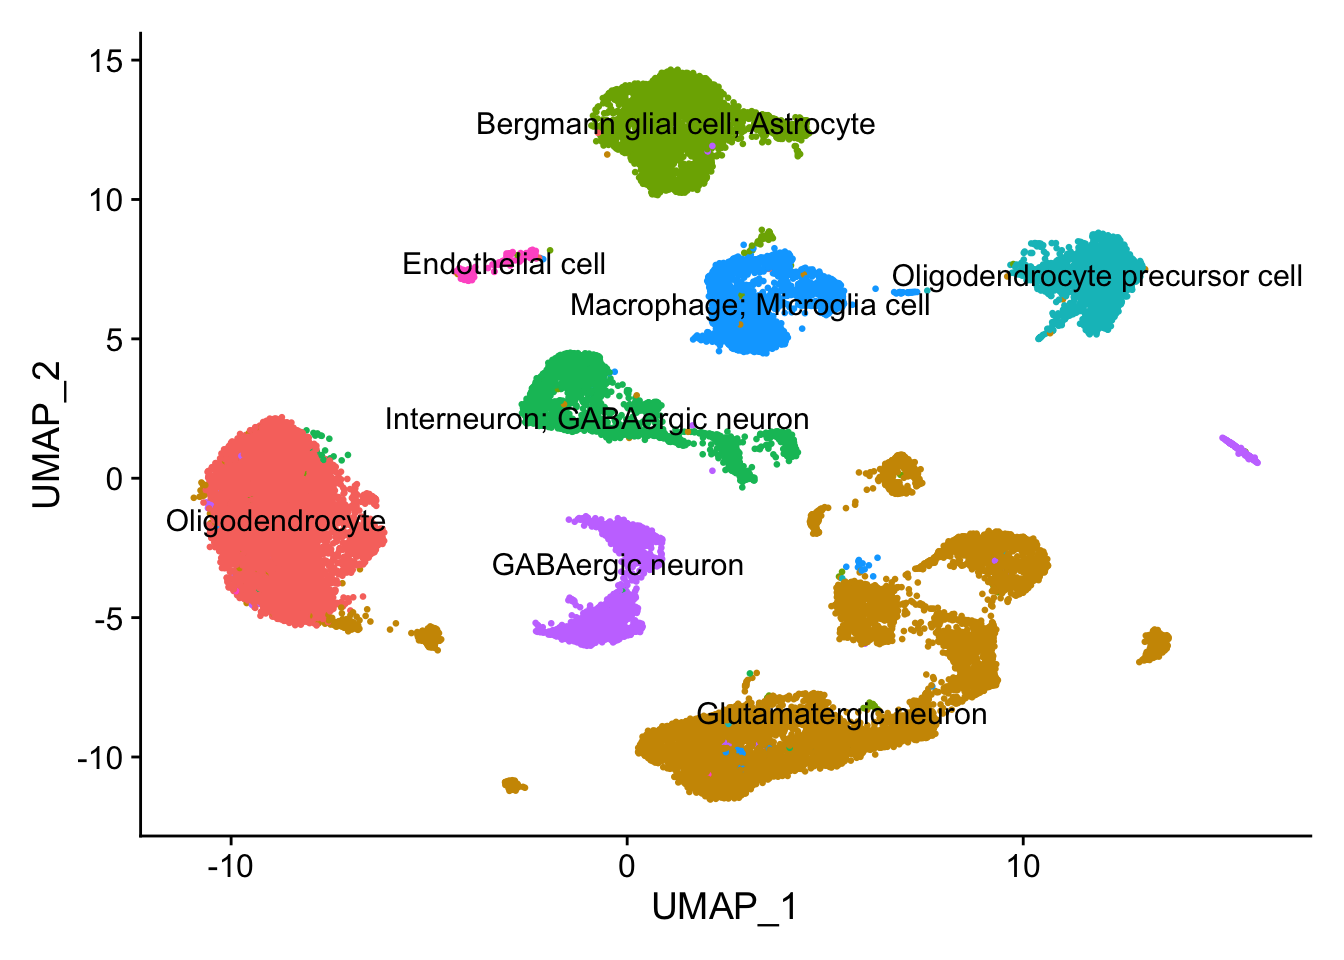 15
Bergmann glial cell; Astrocyte
10
Endothelial cell
Oligodendrocyte precursor cell
Macrophage; Microglia cell
5
Interneuron; GABAergic neuron
UMAP_2
0
Oligodendrocyte
GABAergic neuron
-5
Glutamatergic neuron
-10
-10 0 10
UMAP_1